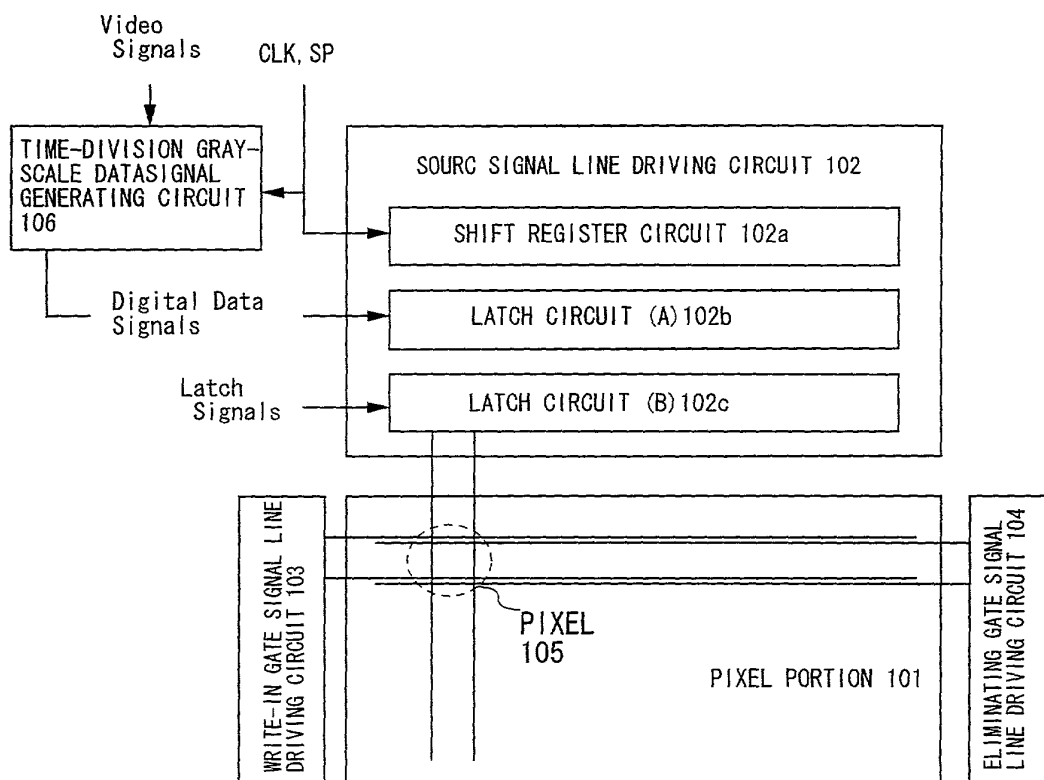 Video
Signals
CLK, SP
TIME-DIVISION GRAY-
SCALE DATASIGNAL
GENERATING CIRCUIT
106
SOURC SIGNAL LINE DRIVING CIRCUIT 102
SHIFT REGISTER CIRCUIT 102a
Digital Data
Signals
LATCH CIRCUIT (A)102b
Latch
Signals
LATCH CIRCUIT (B)102c
WRITE-IN GATE SIGNAL LINE
DRIVING CIRCUIT 103
PIXEL
105
PIXEL PORTION 101
ELIMINATING GATE SIGNAL
LINE DRIVING CIRCUIT 104